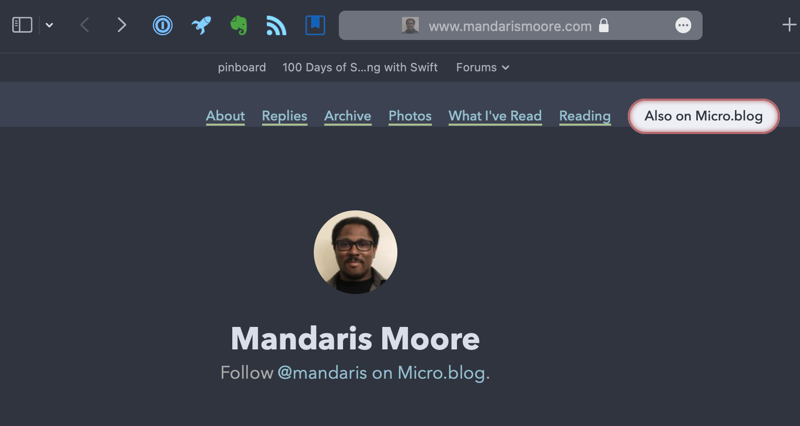 www.mandarismoore.com
pinboard 100 Days of S...ng with Swift Forums
About Replies Archive Photos What I've Read Reading Also on Micro.blog
Mandaris Moore
Follow @mandaris on Micro.blog.